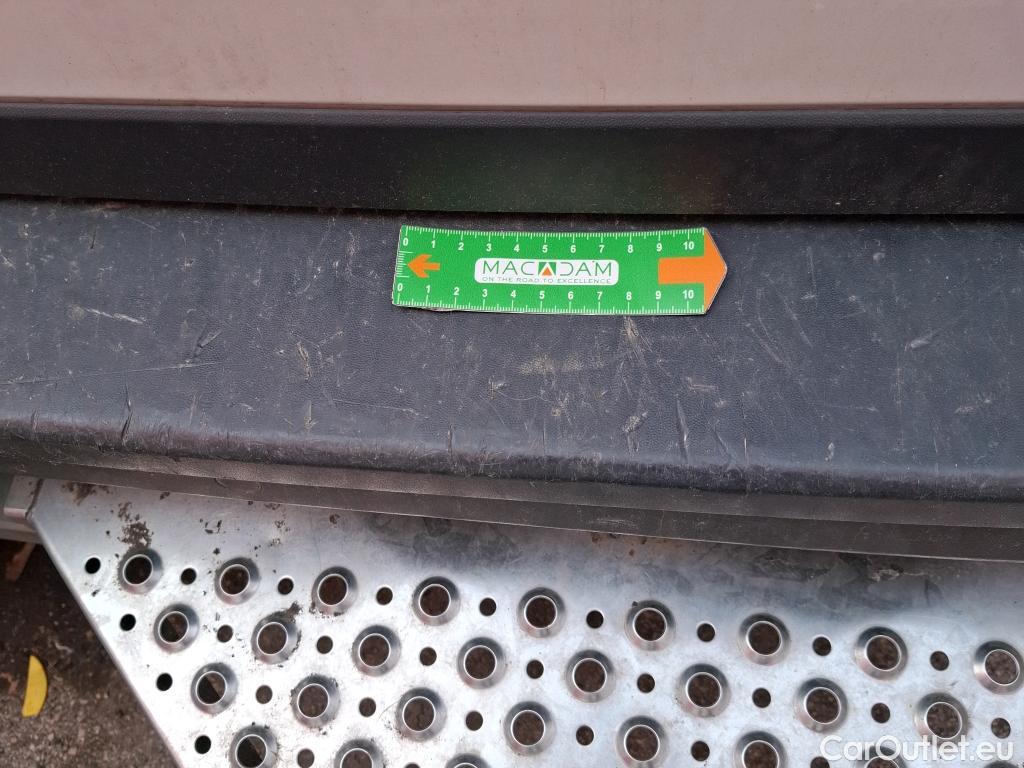 0 1 2 3 4 5 6 7 8 9 10
MACADAM
ON THE ROAD TO EXCELLENCE
0 1 2 3 4 5 6 7 8 9 10
CarOutlet.eu